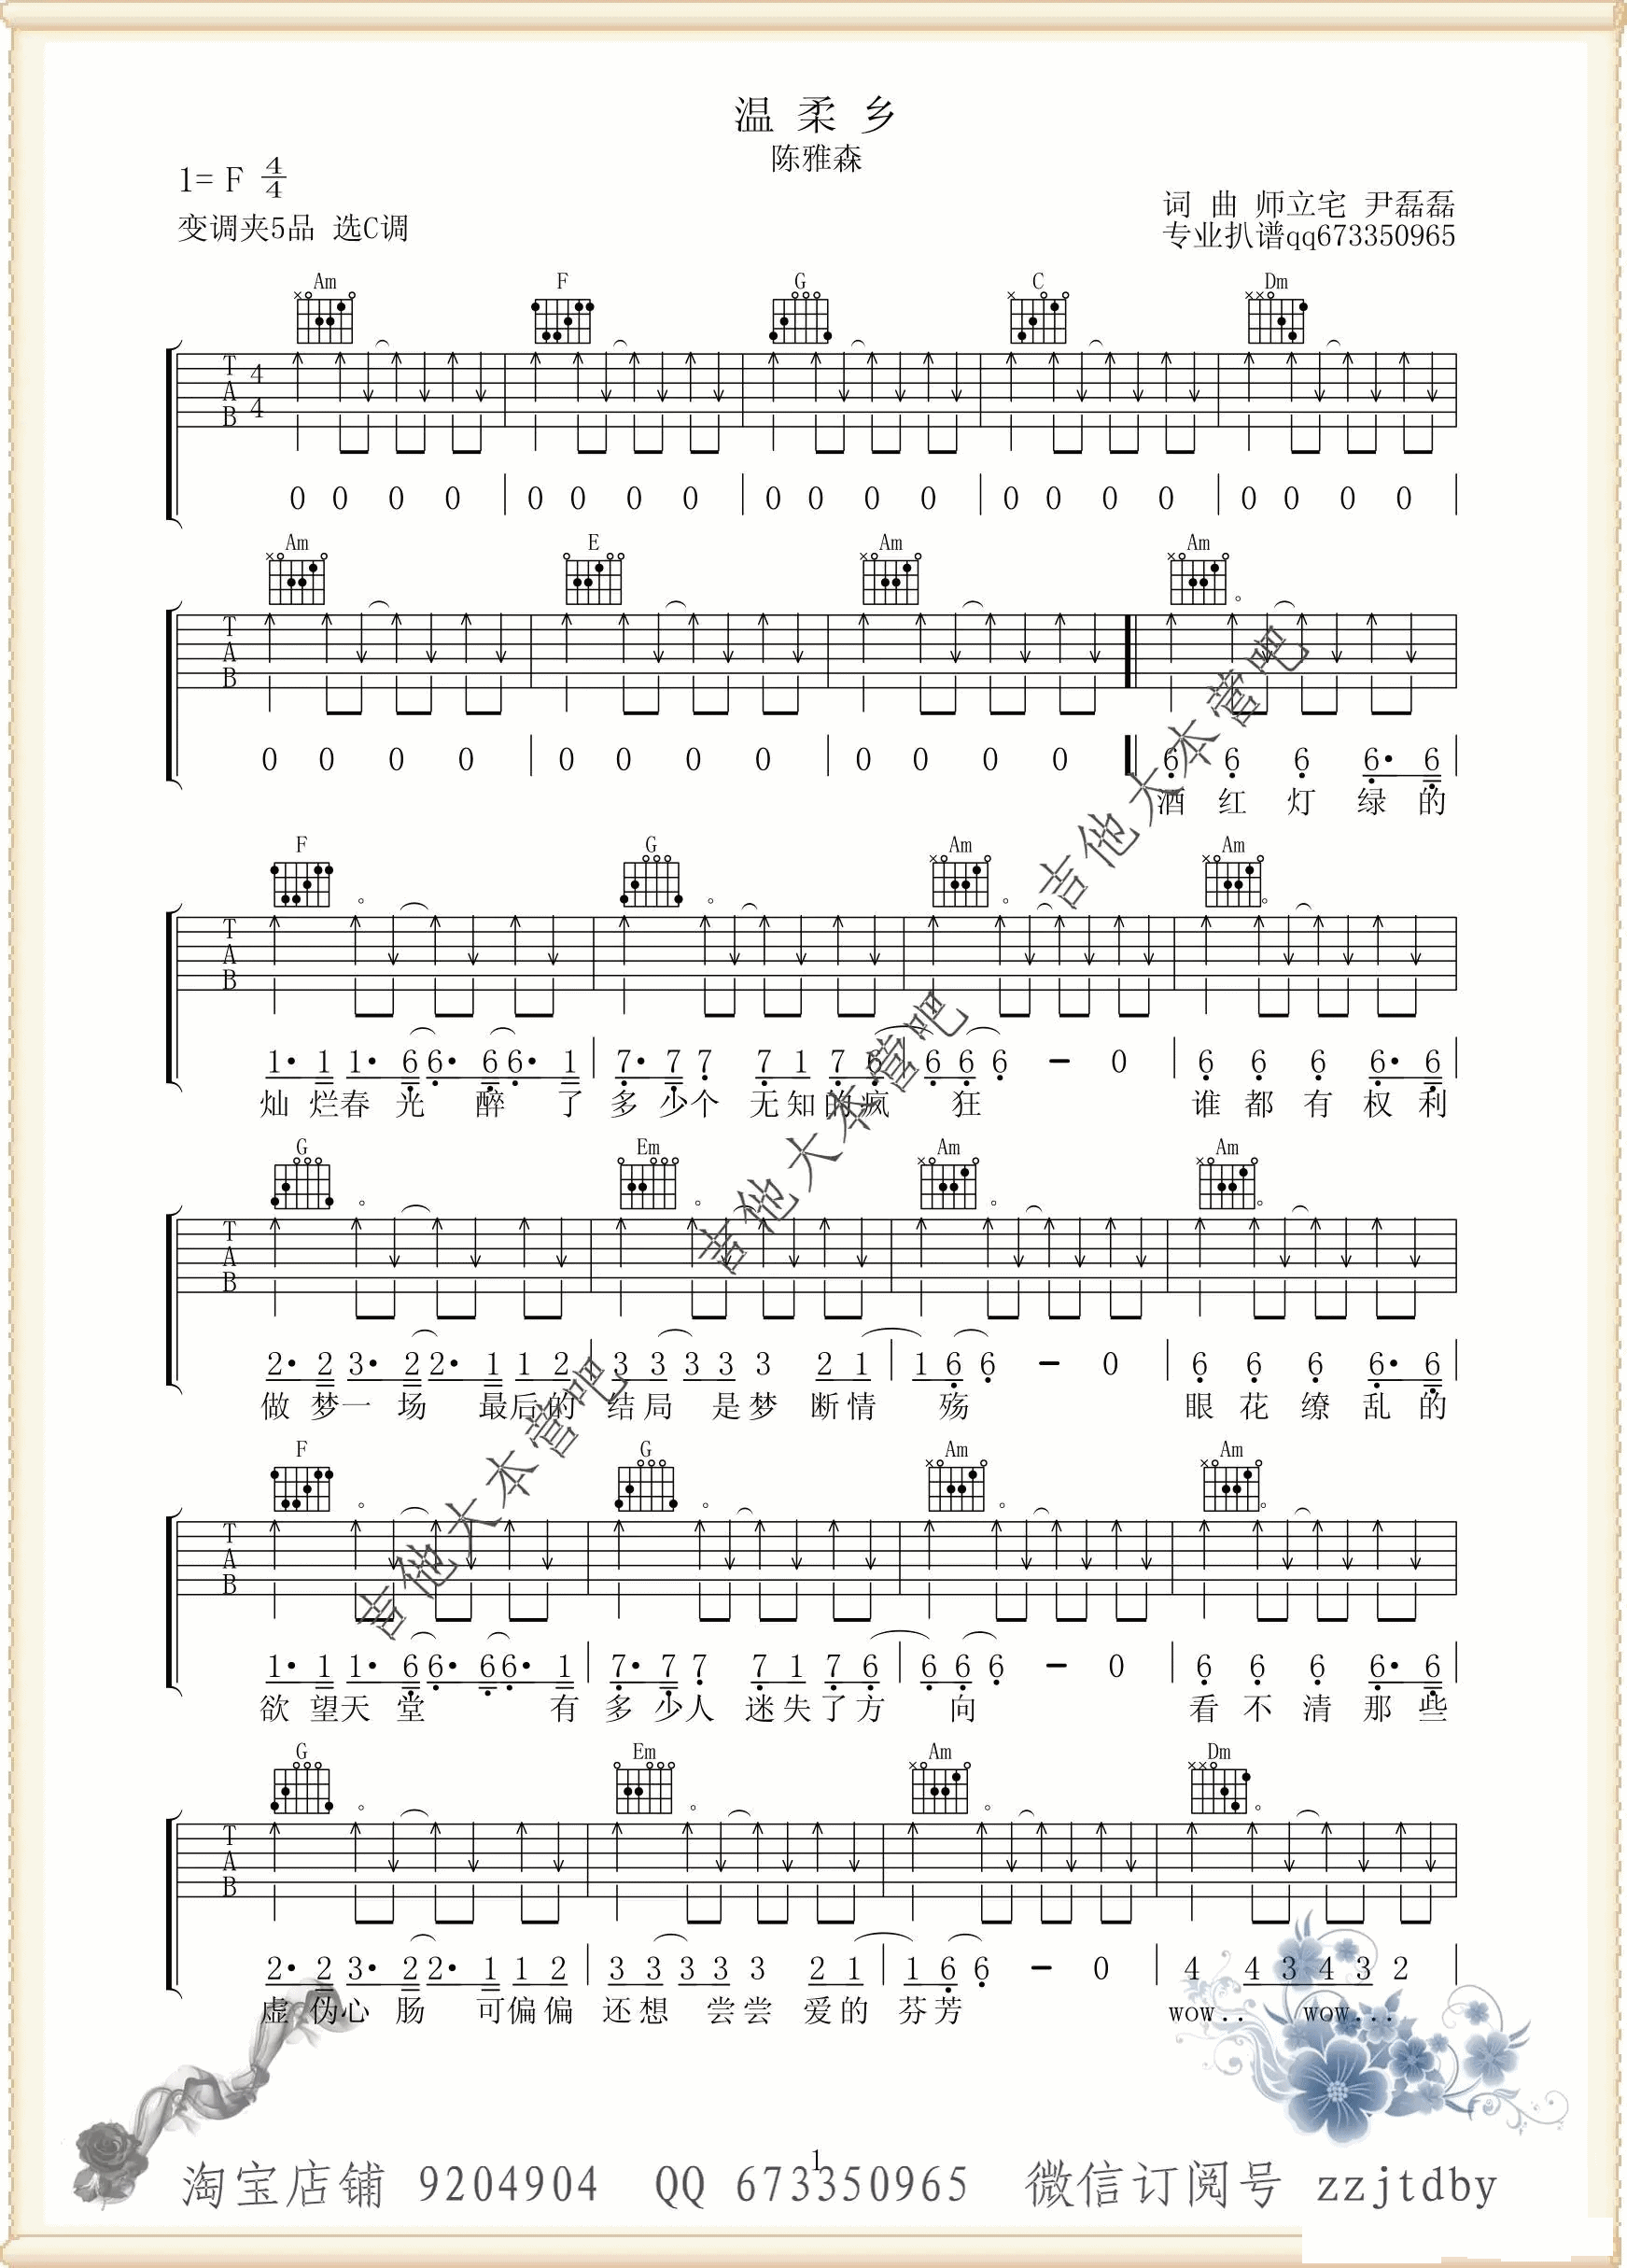 温 柔 乡
陈雅森
1= F 4/4
变调夹5品 选C调
词 曲 师立宅 尹磊磊
专业扒谱qq673350965
Am F G C Dm
T A B 4 4
0 0 0 0 | 0 0 0 0 | 0 0 0 0 | 0 0 0 0 | 0 0 0 0 |
Am E Am Am
T A B
0 0 0 0 | 0 0 0 0 | 0 0 0 0 | 6 6 6 6· 6 |
酒 红 灯 绿 的
F G Am Am
T A B
1· 1 1· 6 6· 6 6· 1 | 7· 7 7 7 1 7 6 | 6 6 6 - 0 | 6 6 6 6· 6 |
灿 烂 春 光 醉 了 多 少 个 无 知 的 疯 狂 谁 都 有 权 利
G Em Am Am
T A B
2· 2 3· 2 2· 1 1 2 | 3 3 3 3 3 2 1 | 1 6 6 - 0 | 6 6 6 6· 6 |
做 梦 一 场 最 后 的 结 局 是 梦 断 情 殇 眼 花 缭 乱 的
F G Am Am
T A B
1· 1 1· 6 6· 6 6· 1 | 7· 7 7 7 1 7 6 | 6 6 6 - 0 | 6 6 6 6· 6 |
欲 望 天 堂 有 多 少 人 迷 失 了 方 向 看 不 清 那 些
G Em Am Dm
T A B
2· 2 3· 2 2· 1 1 2 | 3 3 3 3 3 2 1 | 1 6 6 - 0 | 4 4 3 4 3 2 |
虚 伪 心 肠 可 偏 偏 还 想 尝 尝 爱 的 芬 芳 wow.. wow...
吉他大本营吧
吉他大本营吧
吉他大本营吧
1
淘宝店铺 9204904 QQ 673350965 微信订阅号 zzjtdby